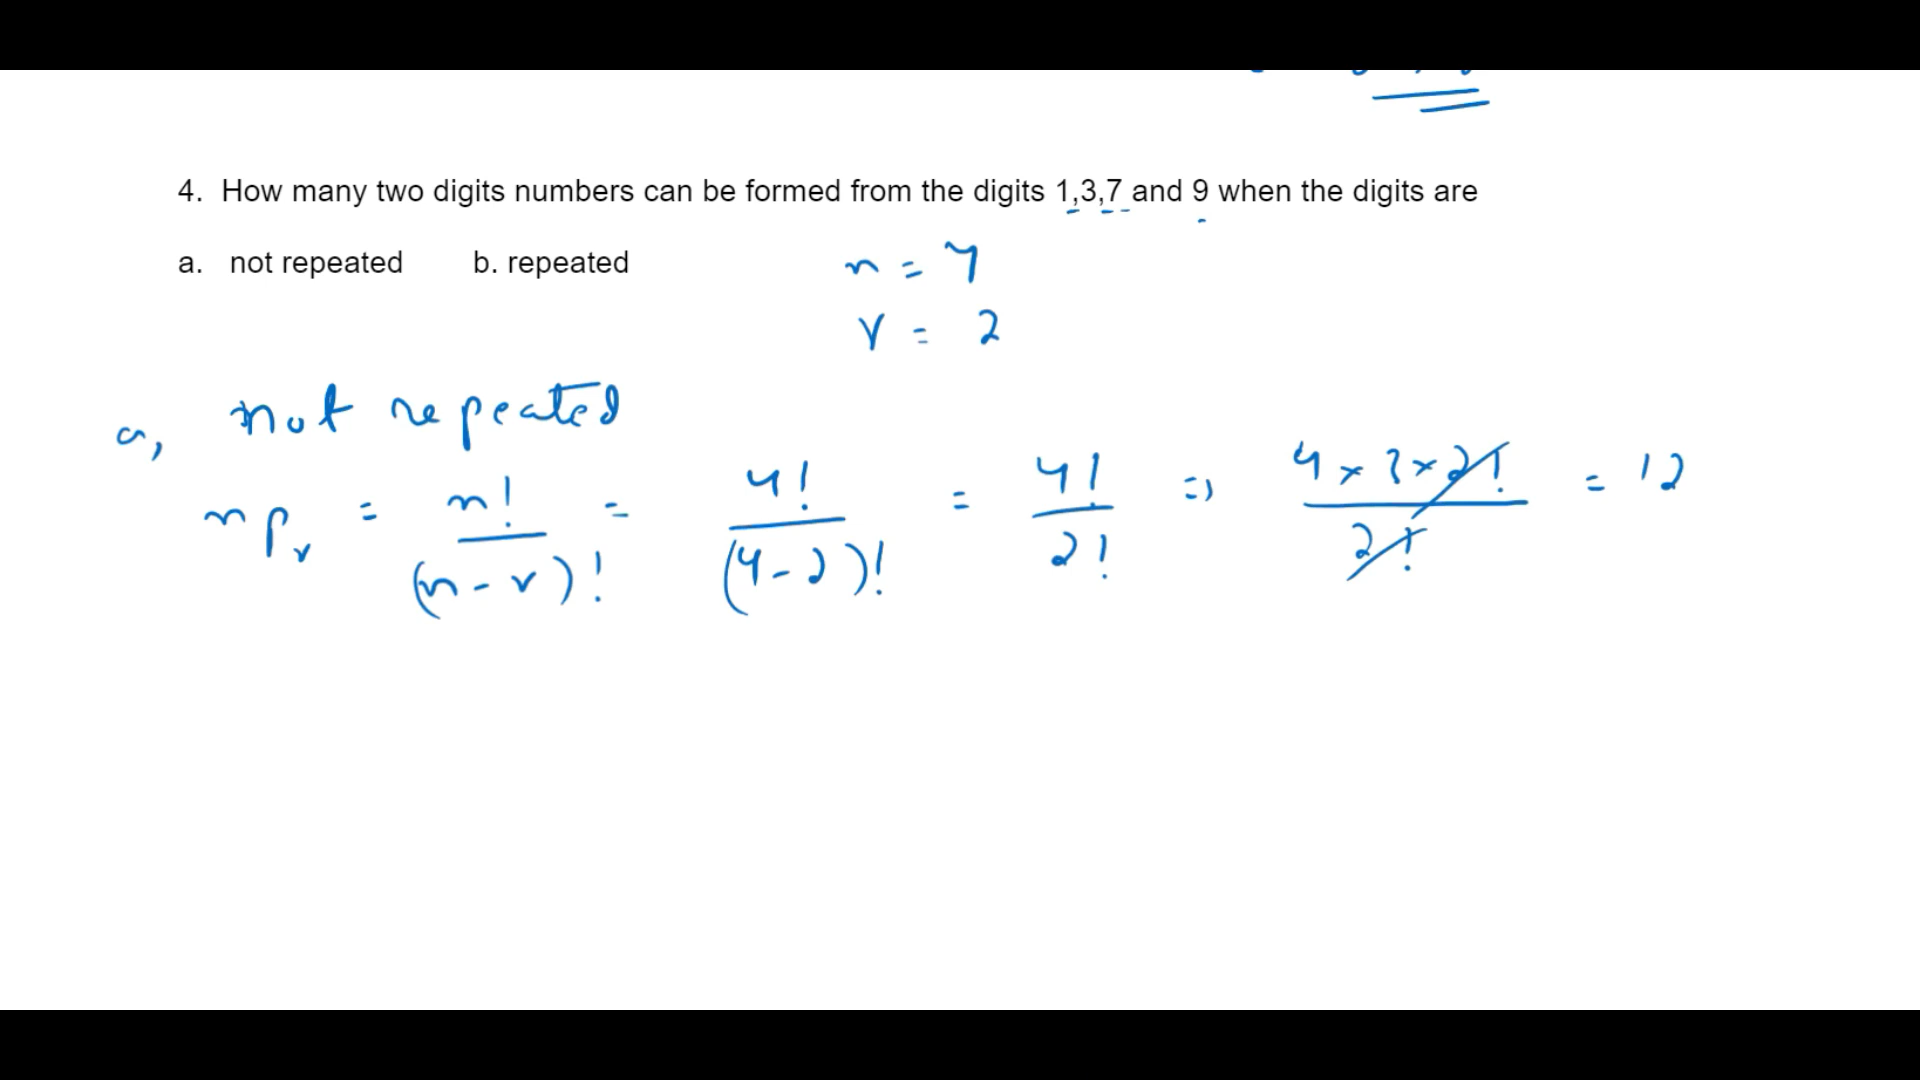 4. How many two digits numbers can be formed from the digits 1,3,7 and 9 when the digits are
a. not repeated b. repeated
n = 4
r = 2
a, not repeated
nPr = n!/(n-r)! = 4!/(4-2)! = 4!/2! => 4×3×2!/2! = 12